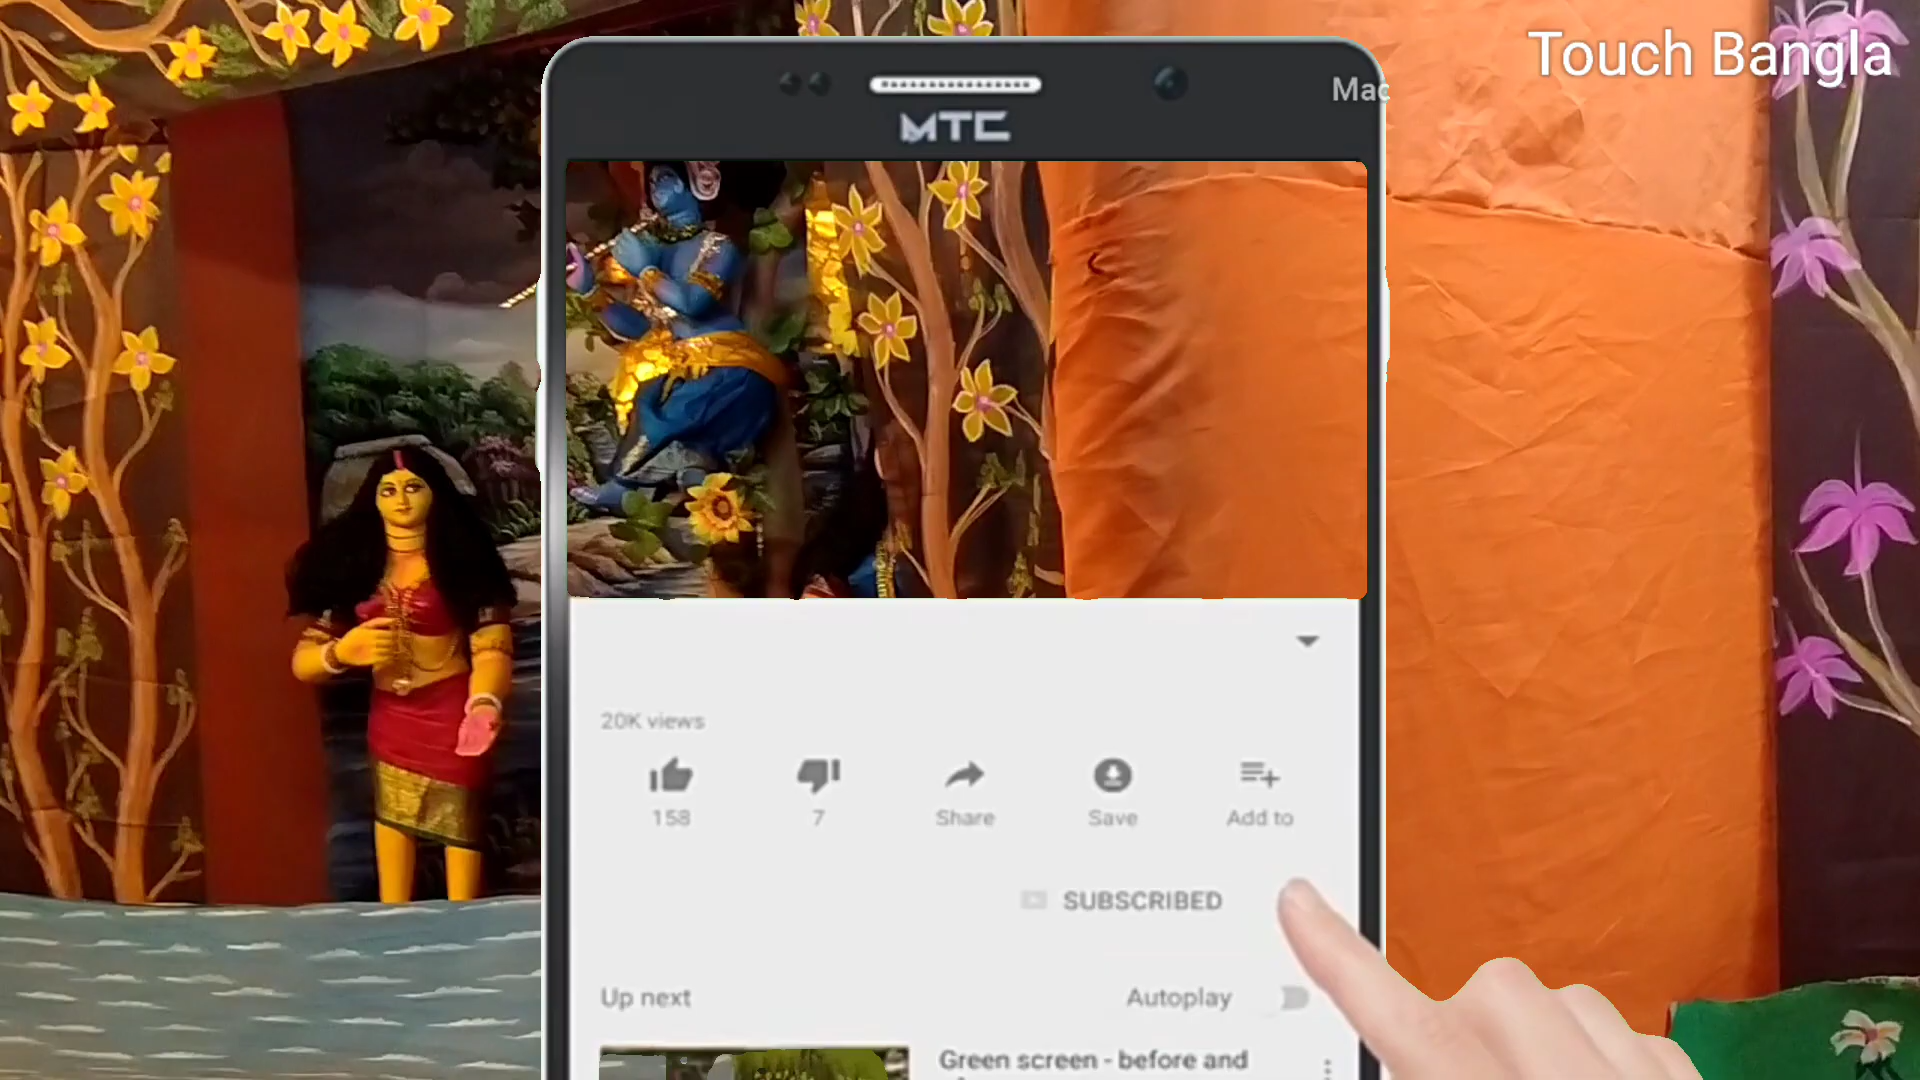 Touch Bangla
Mac
MTC
20K views
158
7
Share
Save
Add to
SUBSCRIBED
Up next
Autoplay
Green screen - before and